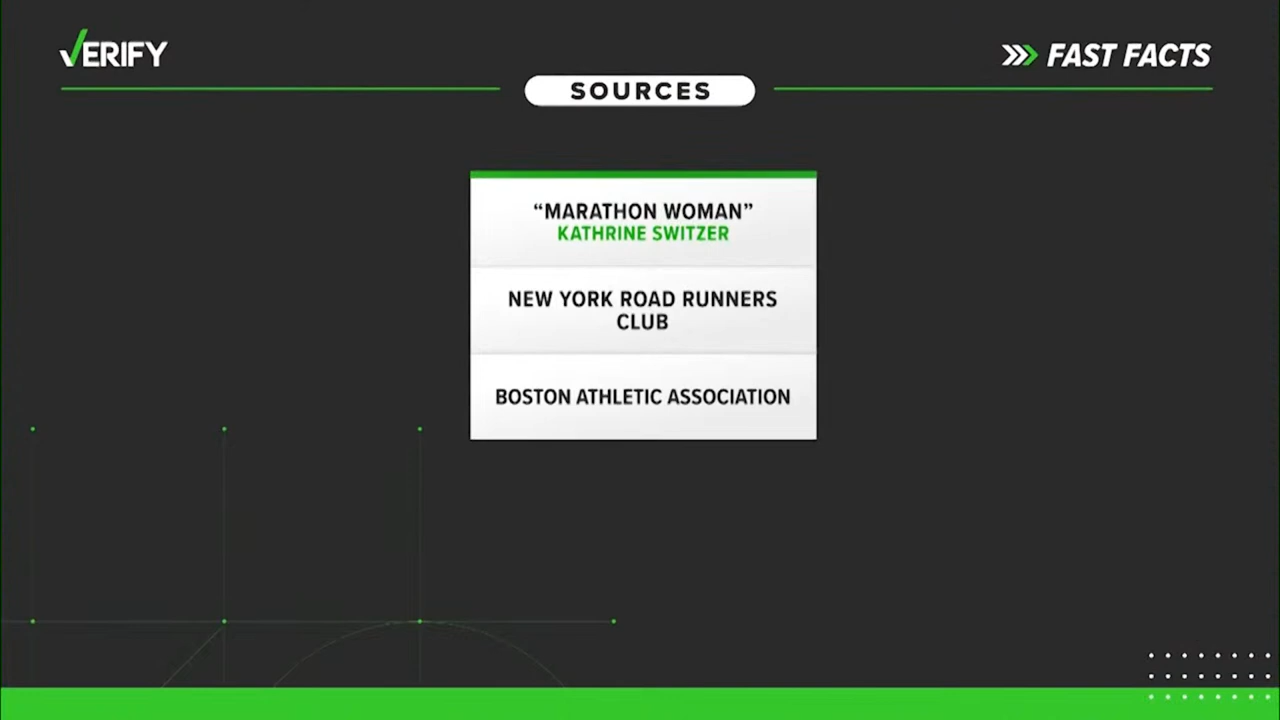 VERIFY
FAST FACTS
SOURCES
“MARATHON WOMAN”
KATHRINE SWITZER
NEW YORK ROAD RUNNERS
CLUB
BOSTON ATHLETIC ASSOCIATION